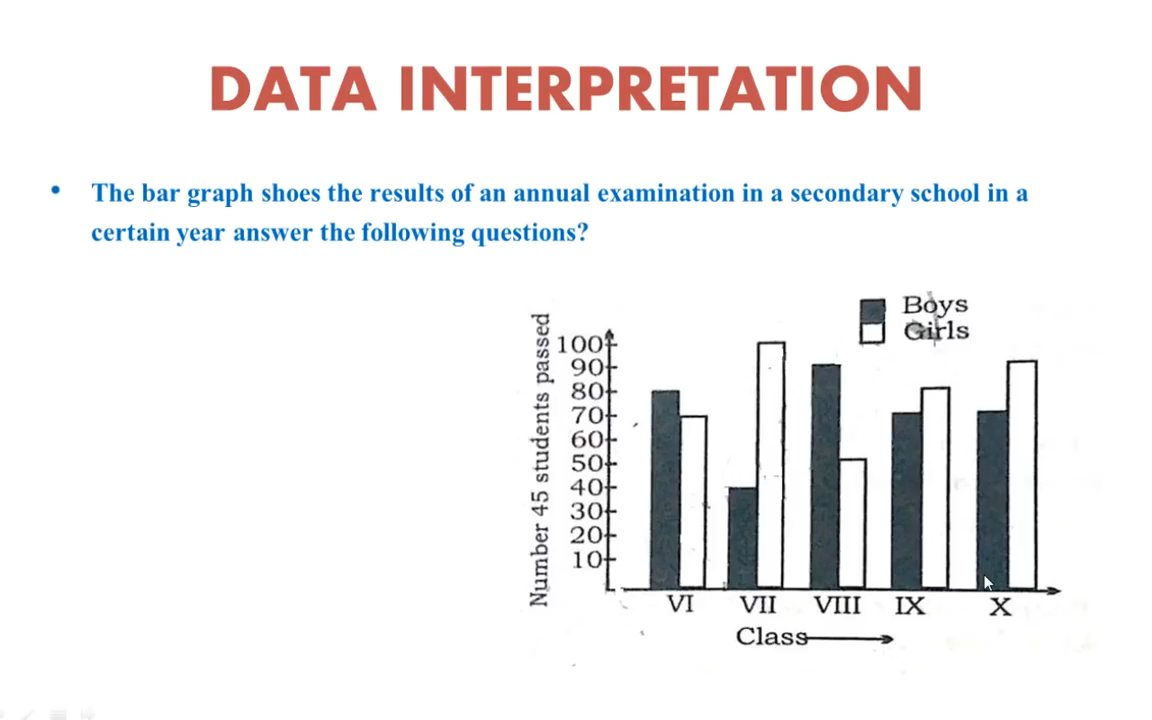 DATA INTERPRETATION
• The bar graph shoes the results of an annual examination in a secondary school in a
certain year answer the following questions?
Boys
Girls
Number 45 students passed
100
90
80
70
60
50
40
30
20
10
VI VII VIII IX X
Class